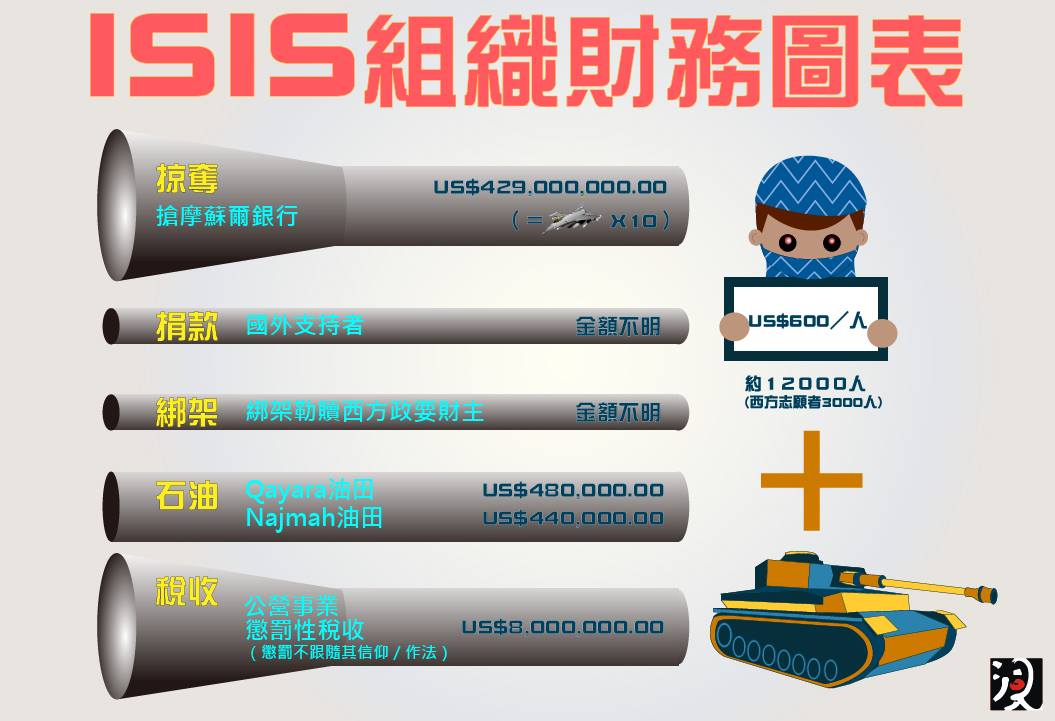 ISIS組織財務圖表
掠奪
搶摩蘇爾銀行
US$429,000,000.00
(= X10)
捐款
國外支持者
金額不明
綁架
綁架勒贖西方政要財主
金額不明
石油
Qayara油田
US$480,000.00
Najmah油田
US$440,000.00
稅收
公營事業
懲罰性稅收
(懲罰不跟隨其信仰/作法)
US$8,000,000.00
US$600/人
約12000人
(西方志願者3000人)